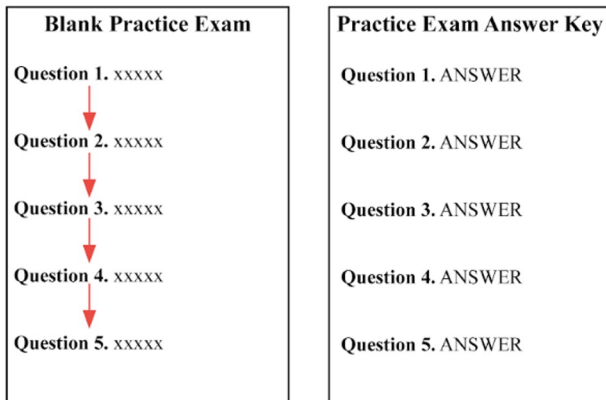 Blank Practice Exam
Question 1. xxxxx
Question 2. xxxxx
Question 3. xxxxx
Question 4. xxxxx
Question 5. xxxxx
Practice Exam Answer Key
Question 1. ANSWER
Question 2. ANSWER
Question 3. ANSWER
Question 4. ANSWER
Question 5. ANSWER